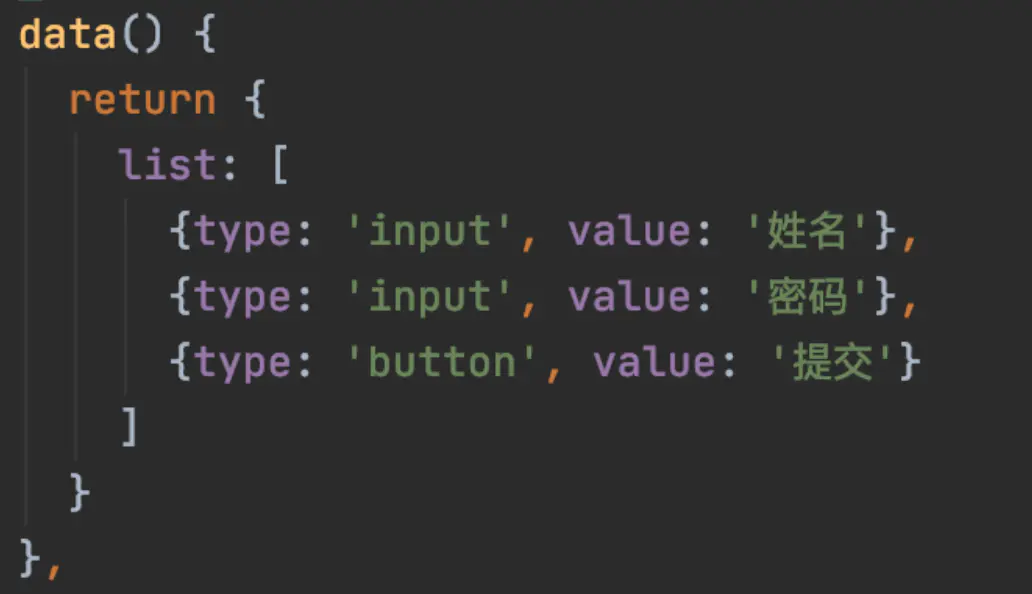 data() {
return {
list: [
{type: 'input', value: '姓名'},
{type: 'input', value: '密码'},
{type: 'button', value: '提交'}
]
}
},